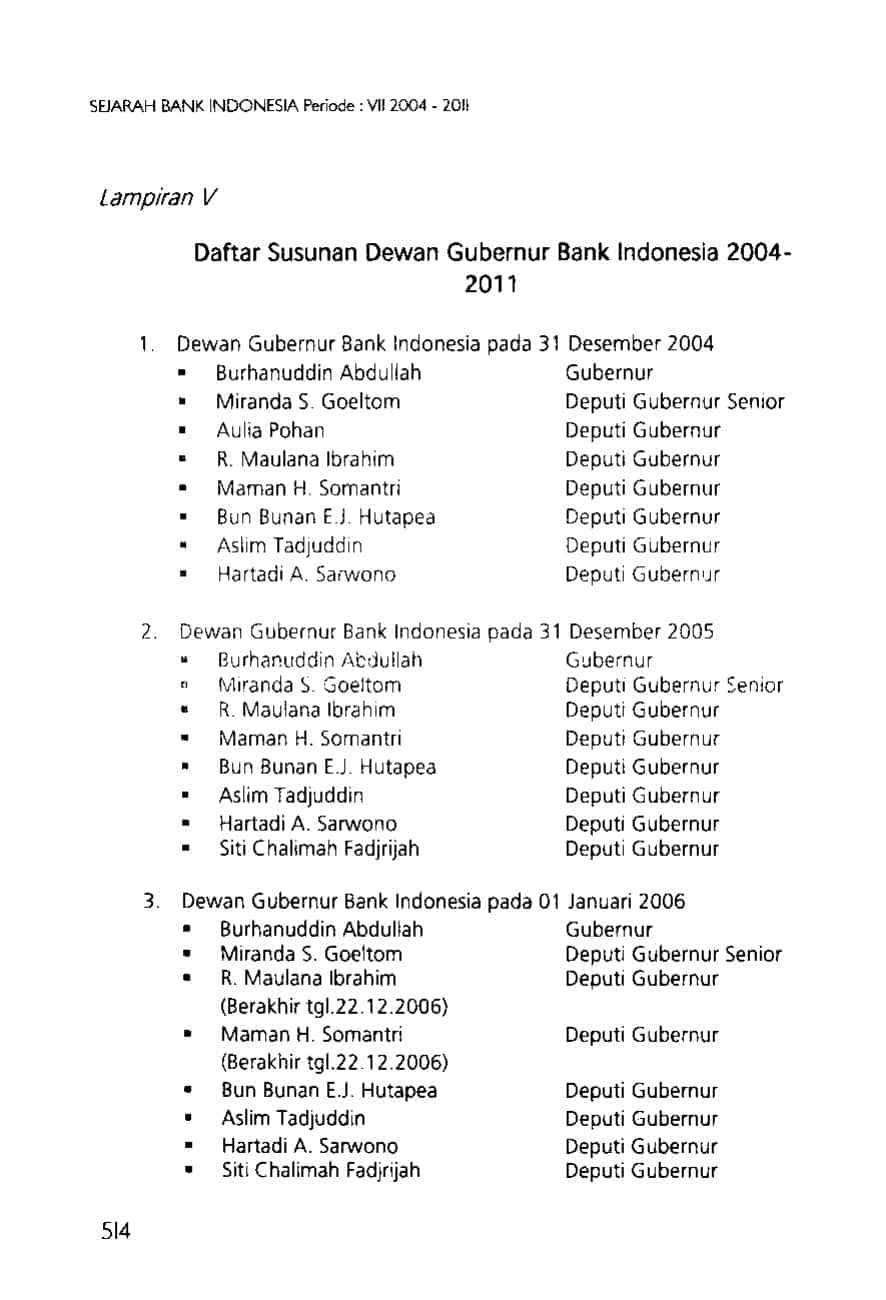 SEJARAH BANK INDONESIA Periode : VII 2004 - 2011
Lampiran V
Daftar Susunan Dewan Gubernur Bank Indonesia 2004-
2011
1. Dewan Gubernur Bank Indonesia pada 31 Desember 2004
▪ Burhanuddin Abdullah Gubernur
▪ Miranda S. Goeltom Deputi Gubernur Senior
▪ Aulia Pohan Deputi Gubernur
▪ R. Maulana Ibrahim Deputi Gubernur
▪ Maman H. Somantri Deputi Gubernur
▪ Bun Bunan E.J. Hutapea Deputi Gubernur
▪ Aslim Tadjuddin Deputi Gubernur
▪ Hartadi A. Sarwono Deputi Gubernur
2. Dewan Gubernur Bank Indonesia pada 31 Desember 2005
▪ Burhanuddin Abdullah Gubernur
▪ Miranda S. Goeltom Deputi Gubernur Senior
▪ R. Maulana Ibrahim Deputi Gubernur
▪ Maman H. Somantri Deputi Gubernur
▪ Bun Bunan E.J. Hutapea Deputi Gubernur
▪ Aslim Tadjuddin Deputi Gubernur
▪ Hartadi A. Sarwono Deputi Gubernur
▪ Siti Chalimah Fadjrijah Deputi Gubernur
3. Dewan Gubernur Bank Indonesia pada 01 Januari 2006
▪ Burhanuddin Abdullah Gubernur
▪ Miranda S. Goeltom Deputi Gubernur Senior
▪ R. Maulana Ibrahim Deputi Gubernur
(Berakhir tgl.22.12.2006)
▪ Maman H. Somantri Deputi Gubernur
(Berakhir tgl.22.12.2006)
▪ Bun Bunan E.J. Hutapea Deputi Gubernur
▪ Aslim Tadjuddin Deputi Gubernur
▪ Hartadi A. Sarwono Deputi Gubernur
▪ Siti Chalimah Fadjrijah Deputi Gubernur
514